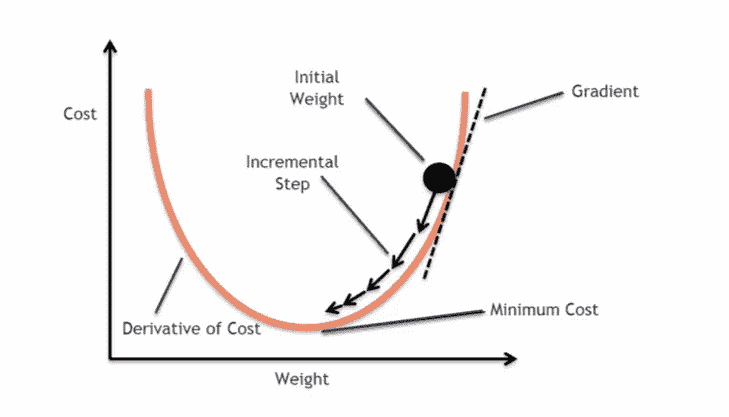 Initial
Weight
Gradient
Cost
Incremental
Step
Minimum Cost
Derivative of Cost
Weight